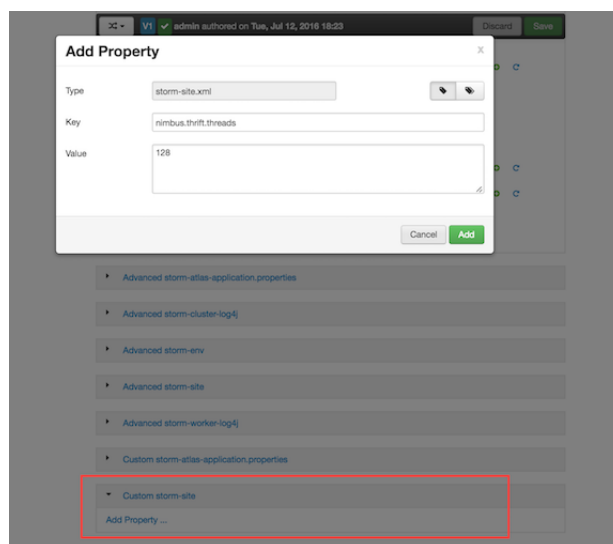 V1 admin authored on Tue, Jul 12, 2016 18:23
Discard Save
Add Property
X
Type storm-site.xml
Key nimbus.thrift.threads
Value 128
Cancel Add
Advanced storm-atlas-application.properties
Advanced storm-cluster-log4j
Advanced storm-env
Advanced storm-site
Advanced storm-worker-log4j
Custom storm-atlas-application.properties
Custom storm-site
Add Property ...